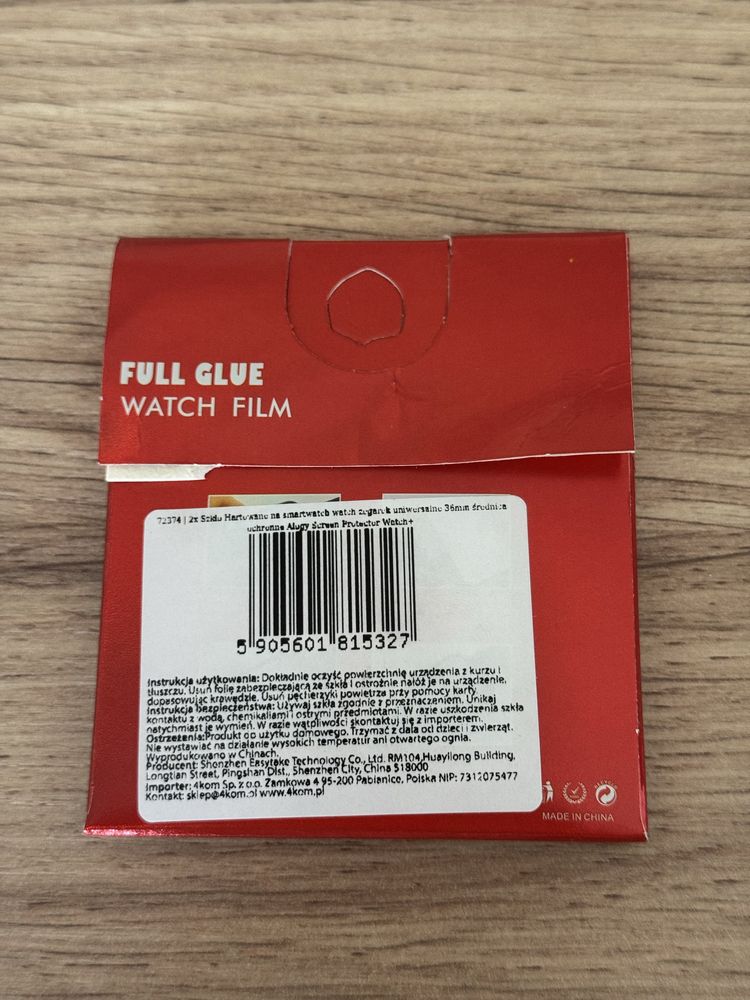 FULL GLUE
WATCH FILM
72374 | 2x Szkło Hartowane na smartwatch watch zegarek uniwersalne 36mm średnica
ochronne Alogy Screen Protector Watch+
5 905601 815327
Instrukcja użytkowania: Dokładnie oczyść powierzchnię urządzenia z kurzu i
tłuszczu. Usuń folię zabezpieczającą ze szkła i ostrożnie nałóż je na urządzenie,
dopasowując krawędzie. Usuń pęcherzyki powietrza przy pomocy karty.
Instrukcja bezpieczeństwa: Używaj szkła zgodnie z przeznaczeniem. Unikaj
kontaktu z wodą, chemikaliami i ostrymi przedmiotami. W razie uszkodzenia szkła
natychmiast je wymień. W razie wątpliwości skontaktuj się z importerem.
Ostrzeżenia:Produkt do użytku domowego. Trzymać z dala od dzieci i zwierząt.
Nie wystawiać na działanie wysokich temperatur ani otwartego ognia.
Wyprodukowano w Chinach.
Producent: Shenzhen Easytake Technology Co., Ltd. RM104,Huayilong Building,
Longtian Street, Pingshan Dist., Shenzhen City, China 518000
Importer: 4kom Sp. z o.o. Zamkowa 4 95-200 Pabianice, Polska NIP: 7312075477
Kontakt: sklep@4kom.pl www.4kom.pl
MADE IN CHINA